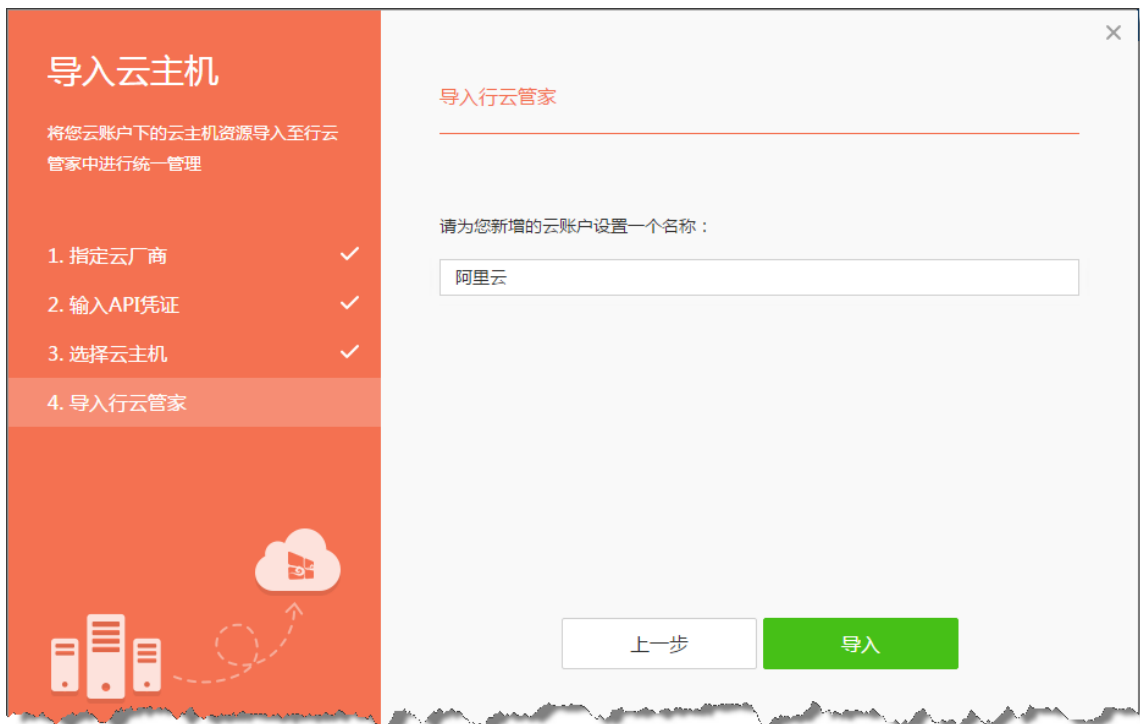 导入云主机
将您云账户下的云主机资源导入至行云
管家中进行统一管理
1. 指定云厂商
2. 输入API凭证
3. 选择云主机
4. 导入行云管家
导入行云管家
请为您新增的云账户设置一个名称：
阿里云
上一步
导入